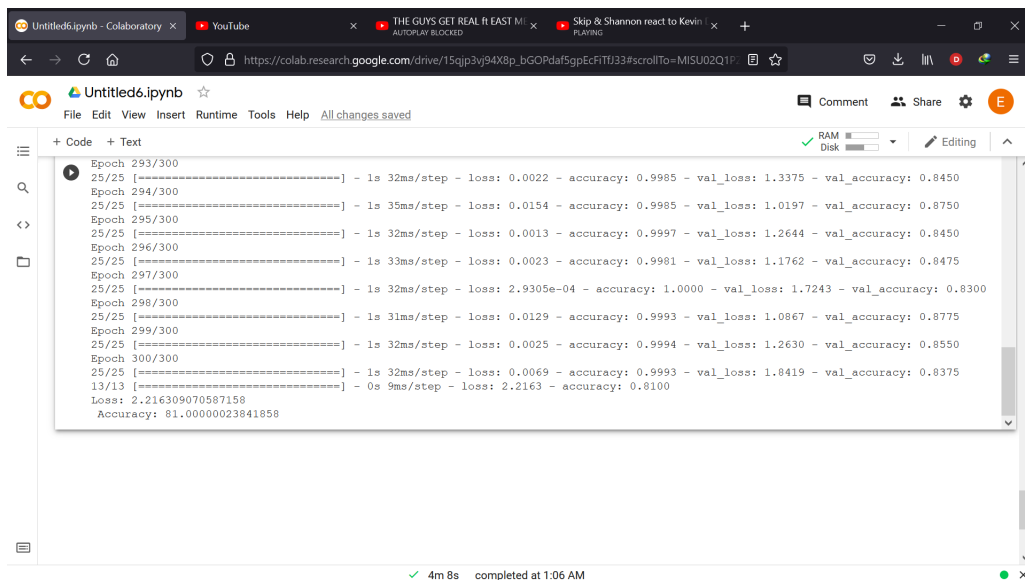 Untitled6.ipynb - Colaboratory
YouTube
THE GUYS GET REAL ft EAST ME
AUTOPLAY BLOCKED
Skip & Shannon react to Kevin
PLAYING
https://colab.research.google.com/drive/15qjp3vj94X8p_bGOPdaf5gpEcFiTfJ33#scrollTo=MISU02Q1P
D
CO
Untitled6.ipynb
Comment
Share
E
File Edit View Insert Runtime Tools Help All changes saved
+ Code + Text
RAM
Disk
Editing
Epoch 293/300
25/25 [==============================] - 1s 32ms/step - loss: 0.0022 - accuracy: 0.9985 - val_loss: 1.3375 - val_accuracy: 0.8450
Epoch 294/300
25/25 [==============================] - 1s 35ms/step - loss: 0.0154 - accuracy: 0.9985 - val_loss: 1.0197 - val_accuracy: 0.8750
Epoch 295/300
25/25 [==============================] - 1s 32ms/step - loss: 0.0013 - accuracy: 0.9997 - val_loss: 1.2644 - val_accuracy: 0.8450
Epoch 296/300
25/25 [==============================] - 1s 33ms/step - loss: 0.0023 - accuracy: 0.9981 - val_loss: 1.1762 - val_accuracy: 0.8475
Epoch 297/300
25/25 [==============================] - 1s 32ms/step - loss: 2.9305e-04 - accuracy: 1.0000 - val_loss: 1.7243 - val_accuracy: 0.8300
Epoch 298/300
25/25 [==============================] - 1s 31ms/step - loss: 0.0129 - accuracy: 0.9993 - val_loss: 1.0867 - val_accuracy: 0.8775
Epoch 299/300
25/25 [==============================] - 1s 32ms/step - loss: 0.0025 - accuracy: 0.9994 - val_loss: 1.2630 - val_accuracy: 0.8550
Epoch 300/300
25/25 [==============================] - 1s 32ms/step - loss: 0.0069 - accuracy: 0.9993 - val_loss: 1.8419 - val_accuracy: 0.8375
13/13 [==============================] - 0s 9ms/step - loss: 2.2163 - accuracy: 0.8100
Loss: 2.216309070587158
Accuracy: 81.00000023841858
4m 8s completed at 1:06 AM